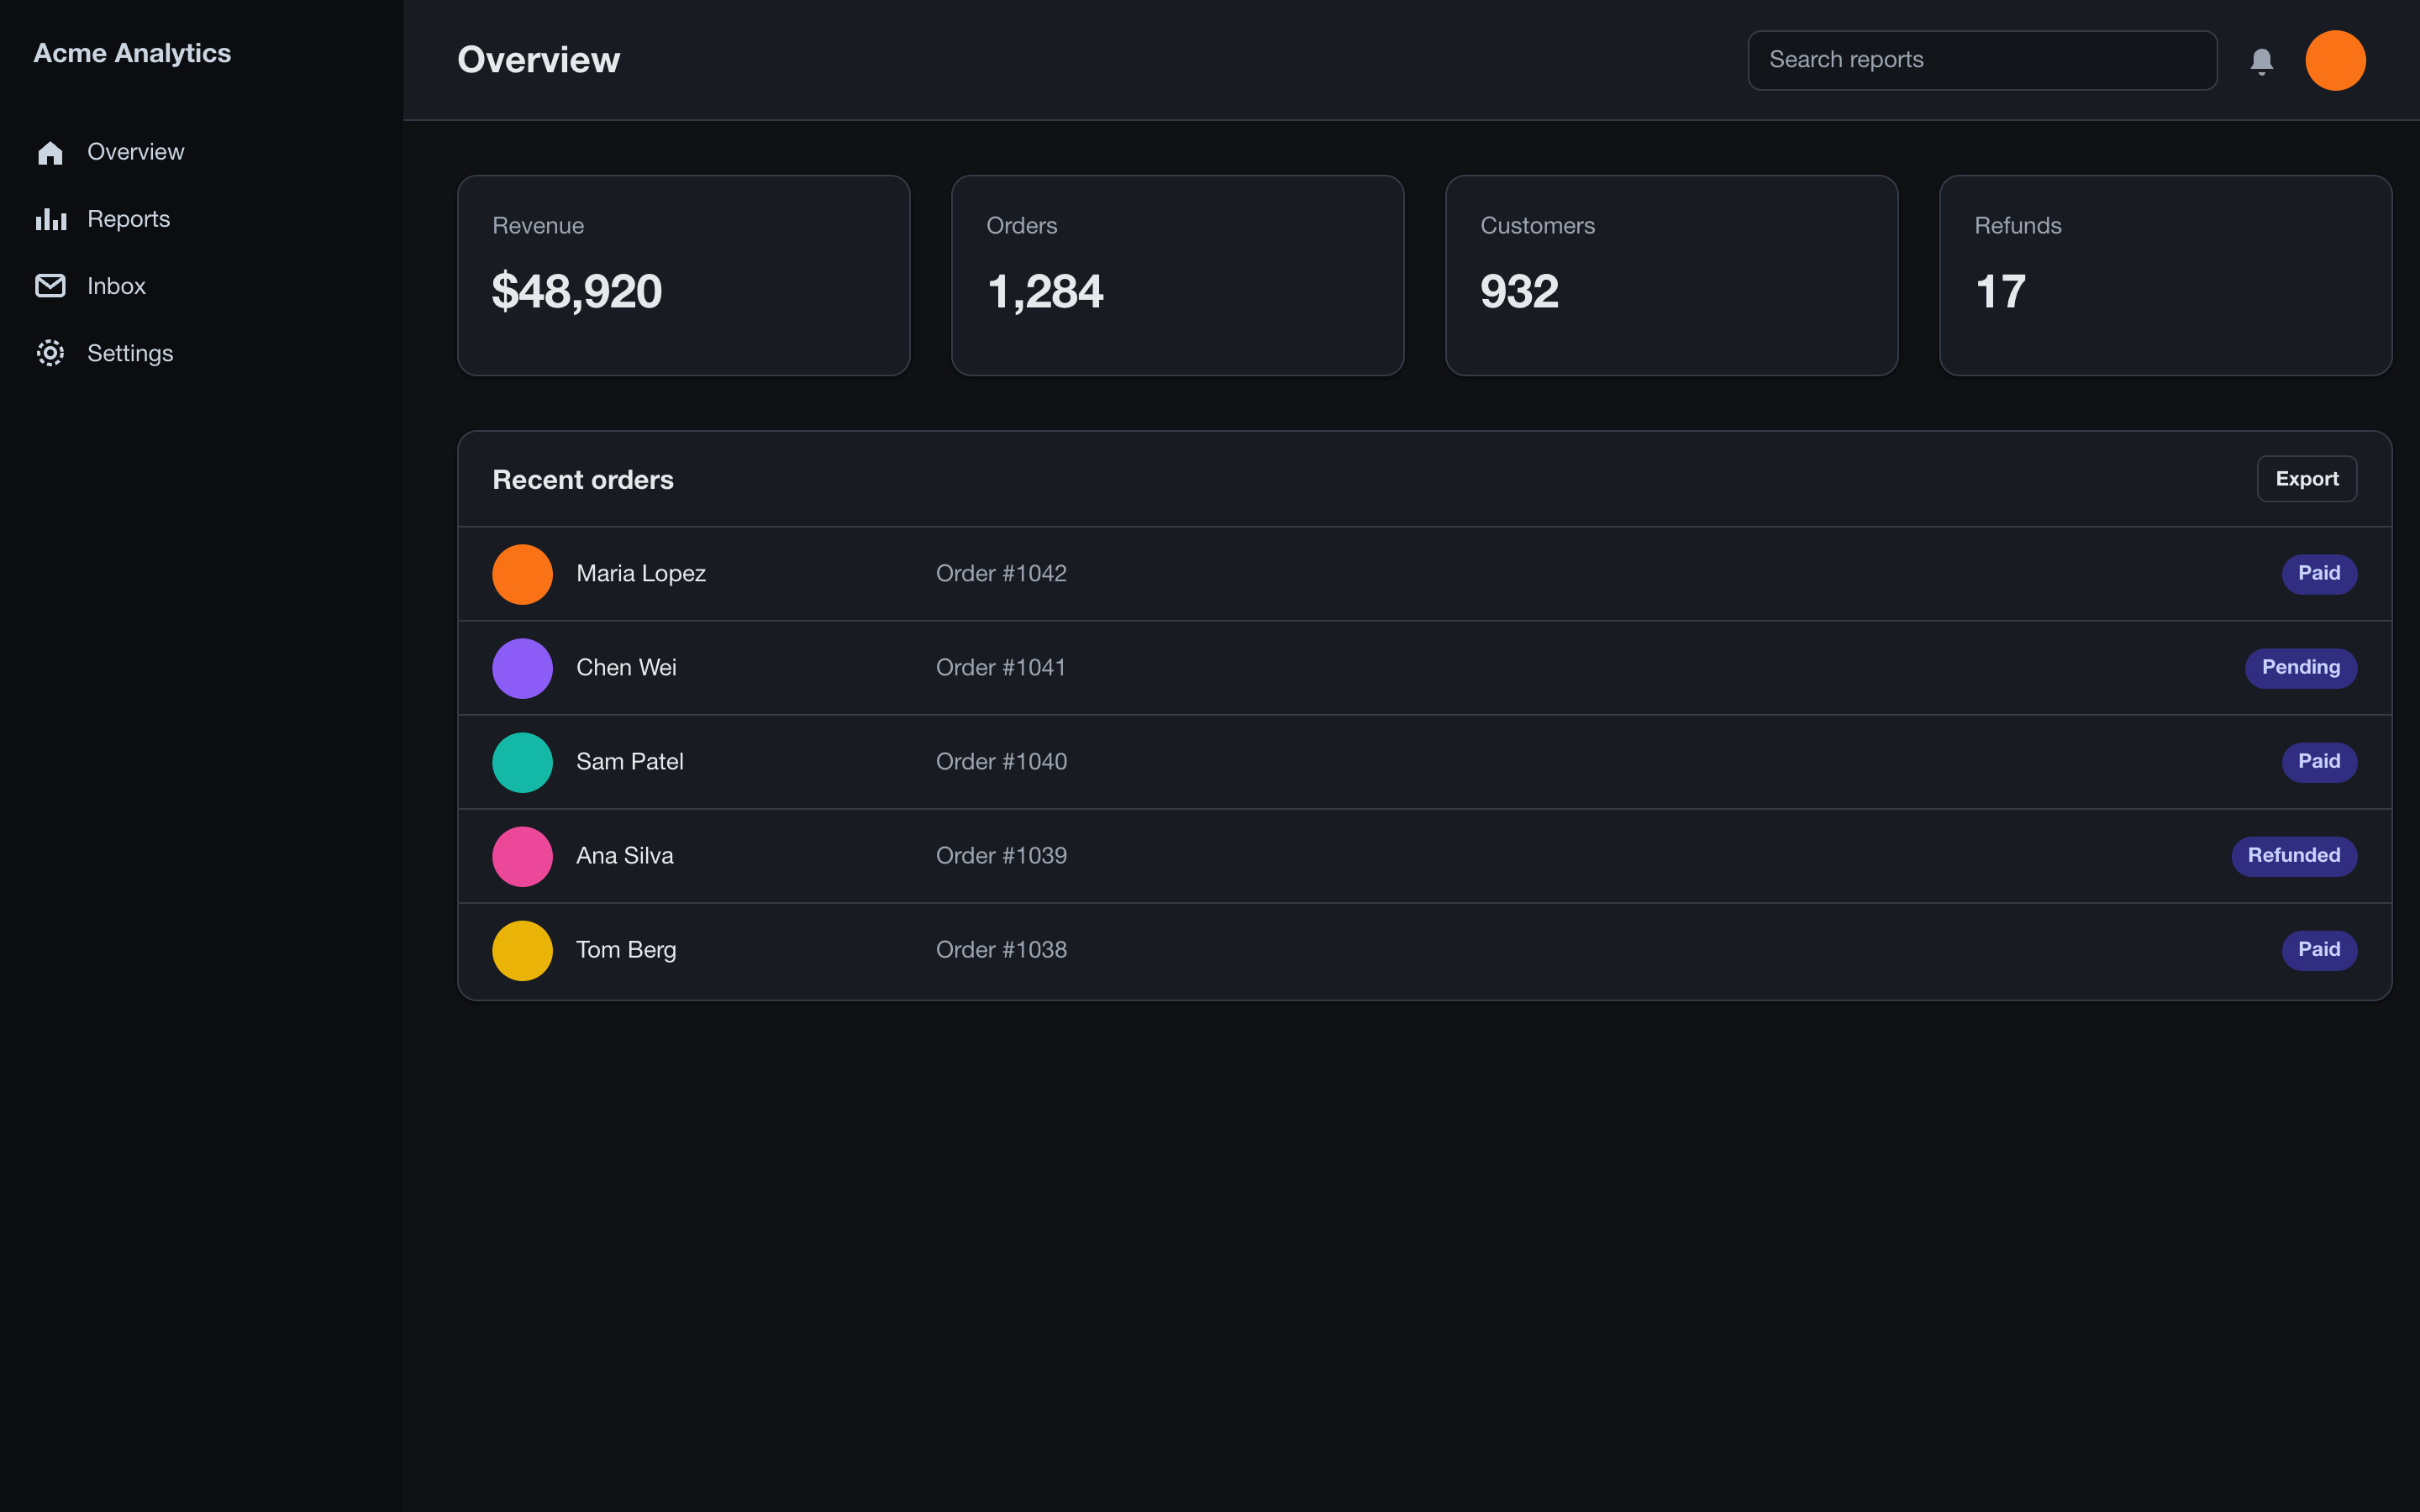 Acme Analytics
Overview
Reports
Inbox
Settings
Overview
Search reports
Revenue
$48,920
Orders
1,284
Customers
932
Refunds
17
Recent orders
Export
Maria Lopez Order #1042 Paid
Chen Wei Order #1041 Pending
Sam Patel Order #1040 Paid
Ana Silva Order #1039 Refunded
Tom Berg Order #1038 Paid